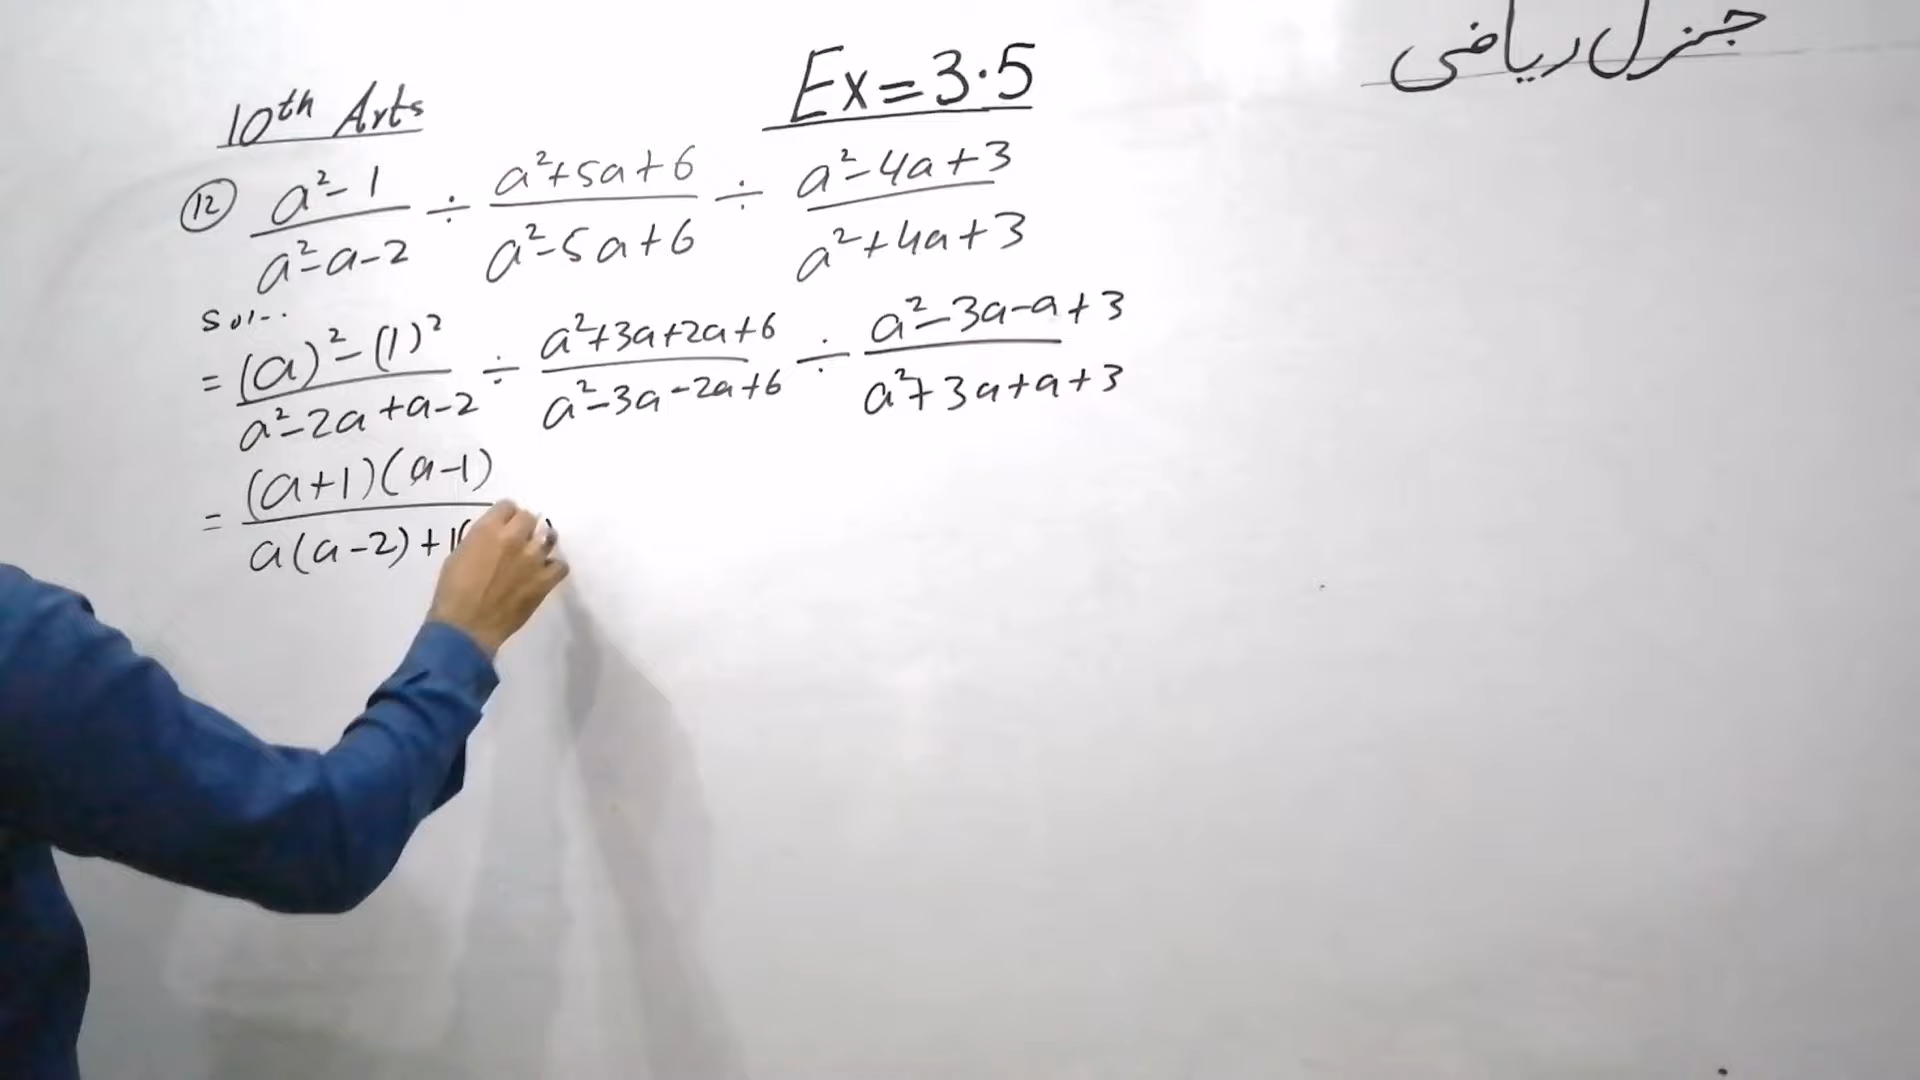 جنرل ریاضی
Ex = 3.5
10th Arts
(12) (a²-1)/(a²-a-2) ÷ (a²+5a+6)/(a²-5a+6) ÷ (a²-4a+3)/(a²+4a+3)
Sol:-
= ((a)²-(1)²)/(a²-2a+a-2) ÷ (a²+3a+2a+6)/(a²-3a-2a+6) ÷ (a²-3a-a+3)/(a²+3a+a+3)
= ((a+1)(a-1))/(a(a-2)+1(